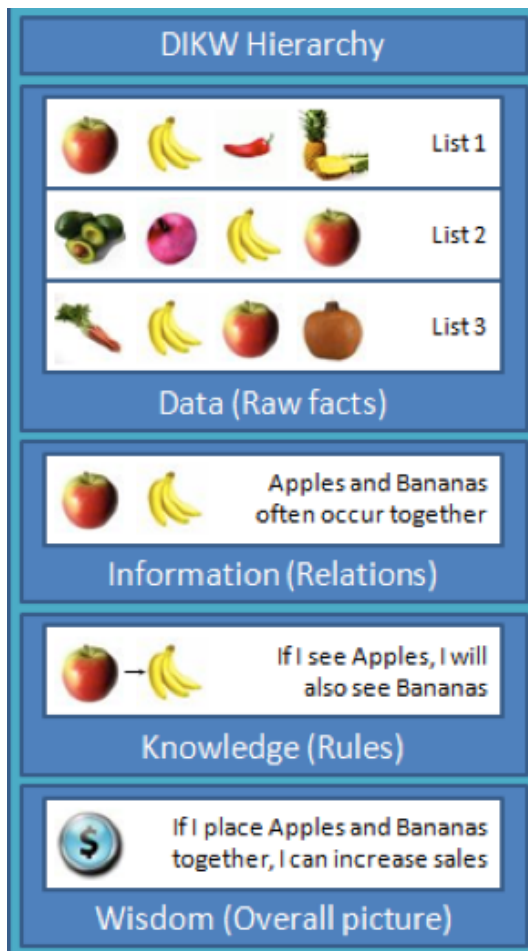 DIKW Hierarchy
List 1
List 2
List 3
Data (Raw facts)
Apples and Bananas
often occur together
Information (Relations)
If I see Apples, I will
also see Bananas
Knowledge (Rules)
$
If I place Apples and Bananas
together, I can increase sales
Wisdom (Overall picture)